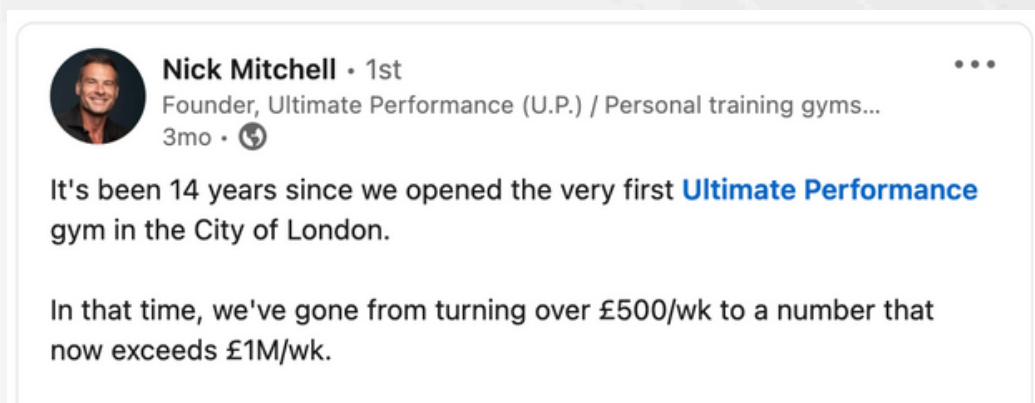 Nick Mitchell • 1st
Founder, Ultimate Performance (U.P.) / Personal training gyms...
3mo •
It's been 14 years since we opened the very first Ultimate Performance
gym in the City of London.
In that time, we've gone from turning over £500/wk to a number that
now exceeds £1M/wk.